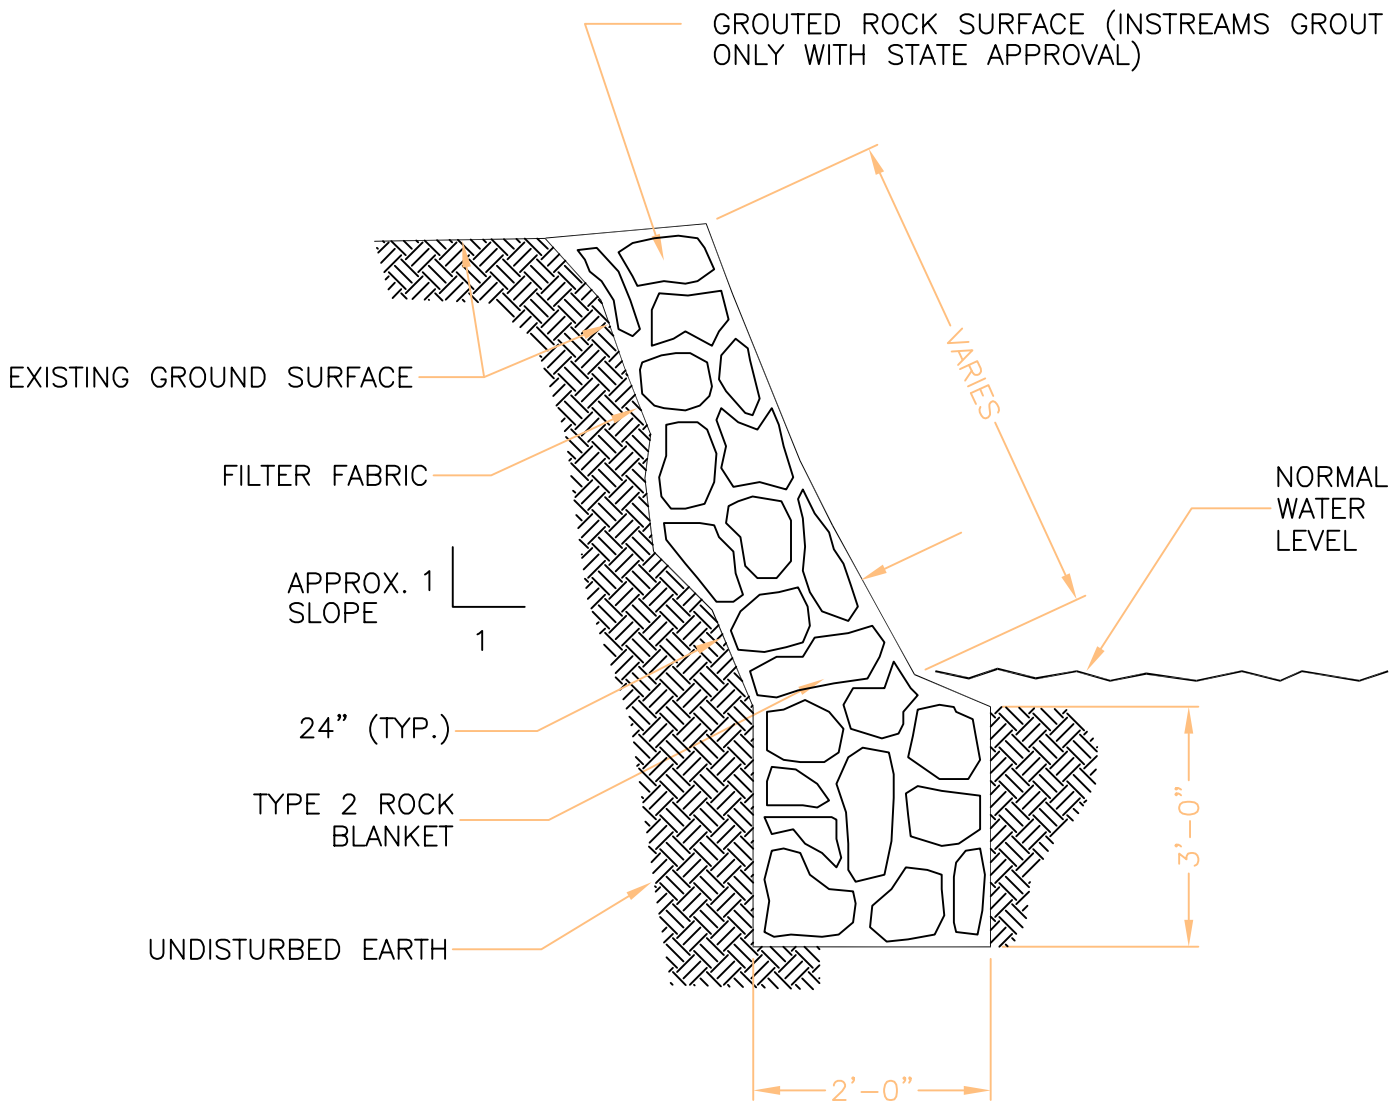 GROUTED ROCK SURFACE (INSTREAMS GROUT
ONLY WITH STATE APPROVAL)
VARIES
EXISTING GROUND SURFACE
FILTER FABRIC
NORMAL
WATER
LEVEL
APPROX. 1
SLOPE
1
24" (TYP.)
TYPE 2 ROCK
BLANKET
3'-0"
UNDISTURBED EARTH
2'-0"